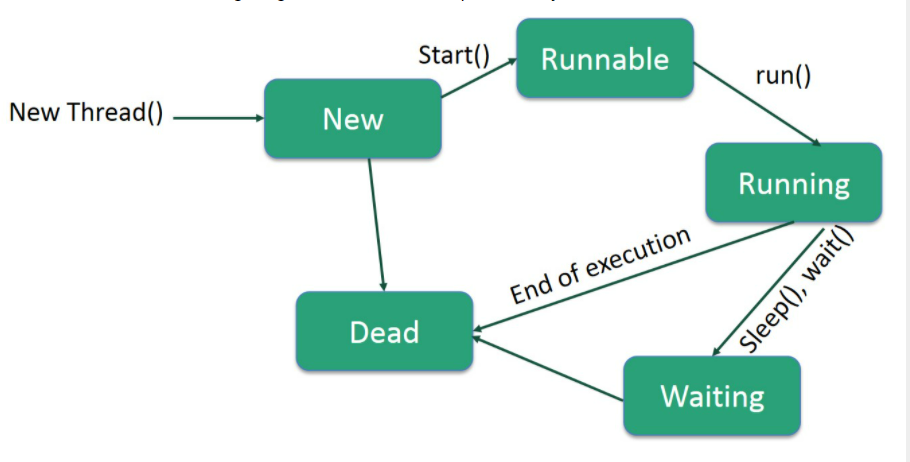 Start()
Runnable
run()
New Thread()
New
Running
End of execution
Sleep(), wait()
Dead
Waiting